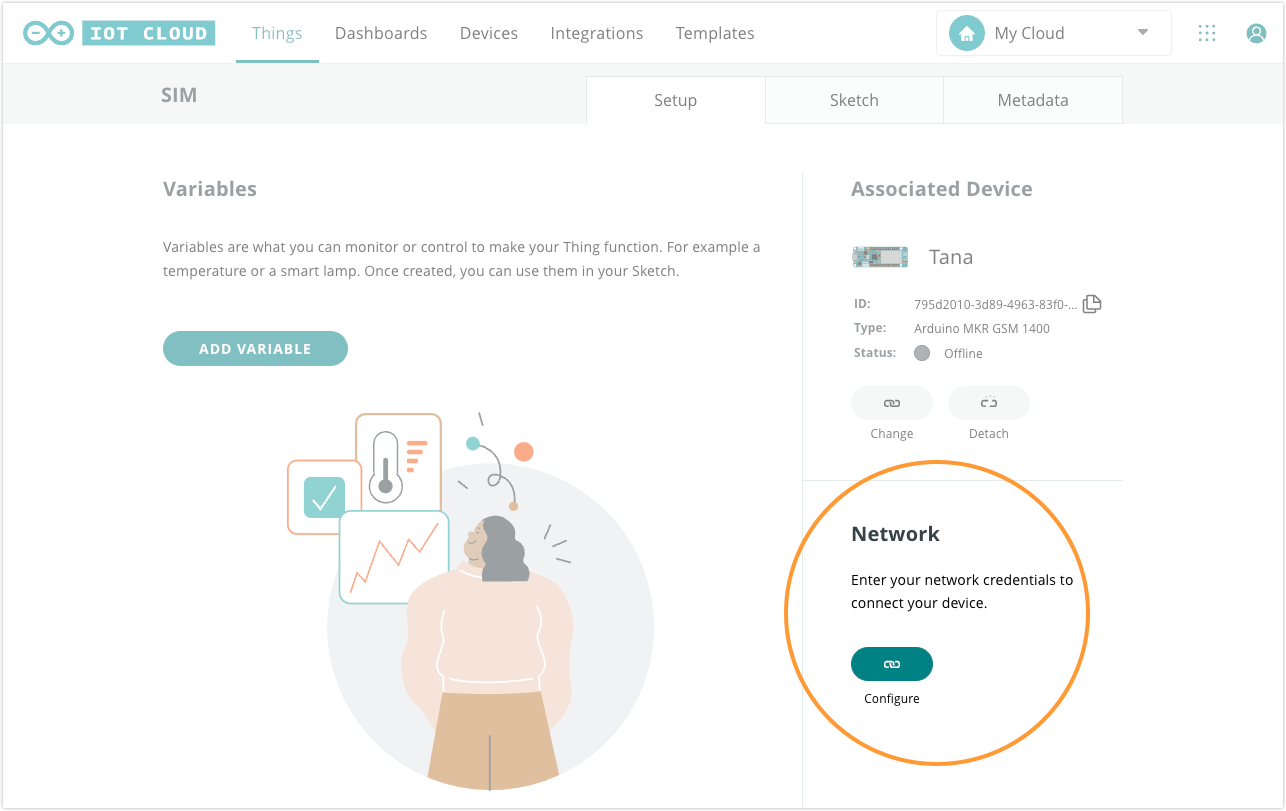 IOT CLOUD
Things
Dashboards
Devices
Integrations
Templates
My Cloud
SIM
Setup
Sketch
Metadata
Variables
Variables are what you can monitor or control to make your Thing function. For example a
temperature or a smart lamp. Once created, you can use them in your Sketch.
ADD VARIABLE
Associated Device
Tana
ID: 795d2010-3d89-4963-83f0-...
Type: Arduino MKR GSM 1400
Status: Offline
Change
Detach
Network
Enter your network credentials to
connect your device.
Configure